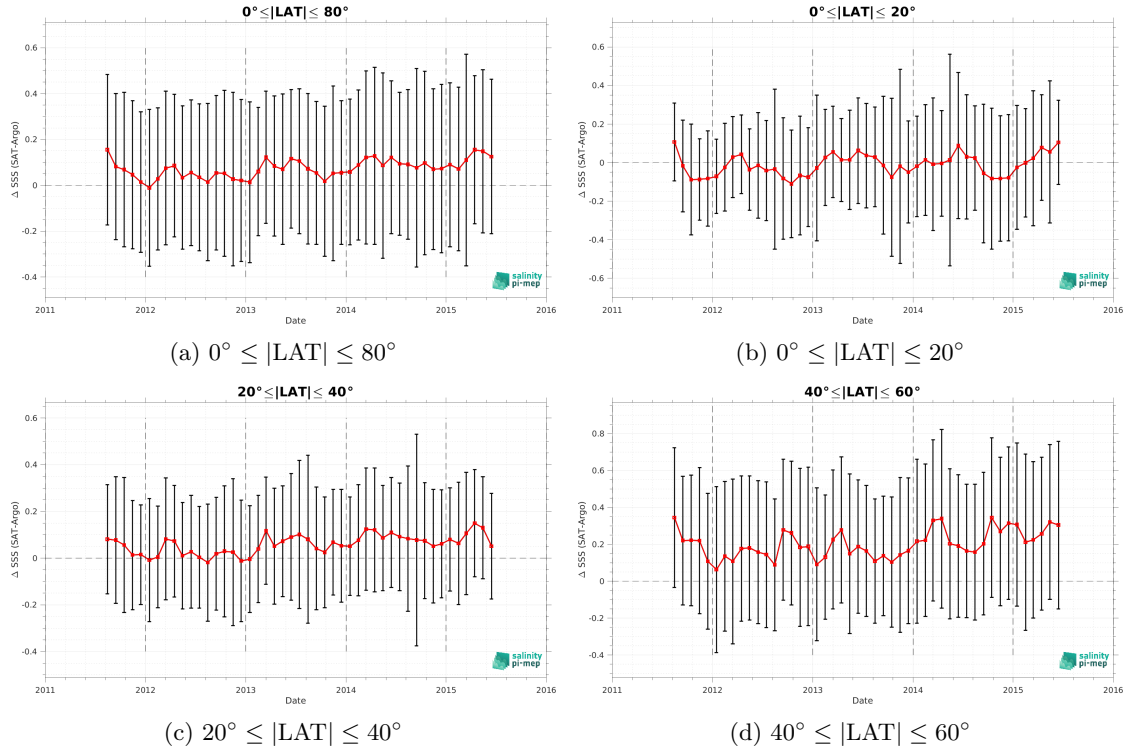 0°≤|LAT|≤ 80°
Δ SSS (SAT-Argo)
0.6
0.4
0.2
0
-0.2
-0.4
2011 2012 2013 2014 2015 2016
Date
salinity
pi-mep
(a) 0° ≤ |LAT| ≤ 80°
0°≤|LAT|≤ 20°
Δ SSS (SAT-Argo)
0.6
0.4
0.2
0
-0.2
-0.4
-0.6
2011 2012 2013 2014 2015 2016
Date
salinity
pi-mep
(b) 0° ≤ |LAT| ≤ 20°
20°≤|LAT|≤ 40°
Δ SSS (SAT-Argo)
0.6
0.4
0.2
0
-0.2
-0.4
2011 2012 2013 2014 2015 2016
Date
salinity
pi-mep
(c) 20° ≤ |LAT| ≤ 40°
40°≤|LAT|≤ 60°
Δ SSS (SAT-Argo)
0.8
0.6
0.4
0.2
0
-0.2
-0.4
2011 2012 2013 2014 2015 2016
Date
salinity
pi-mep
(d) 40° ≤ |LAT| ≤ 60°